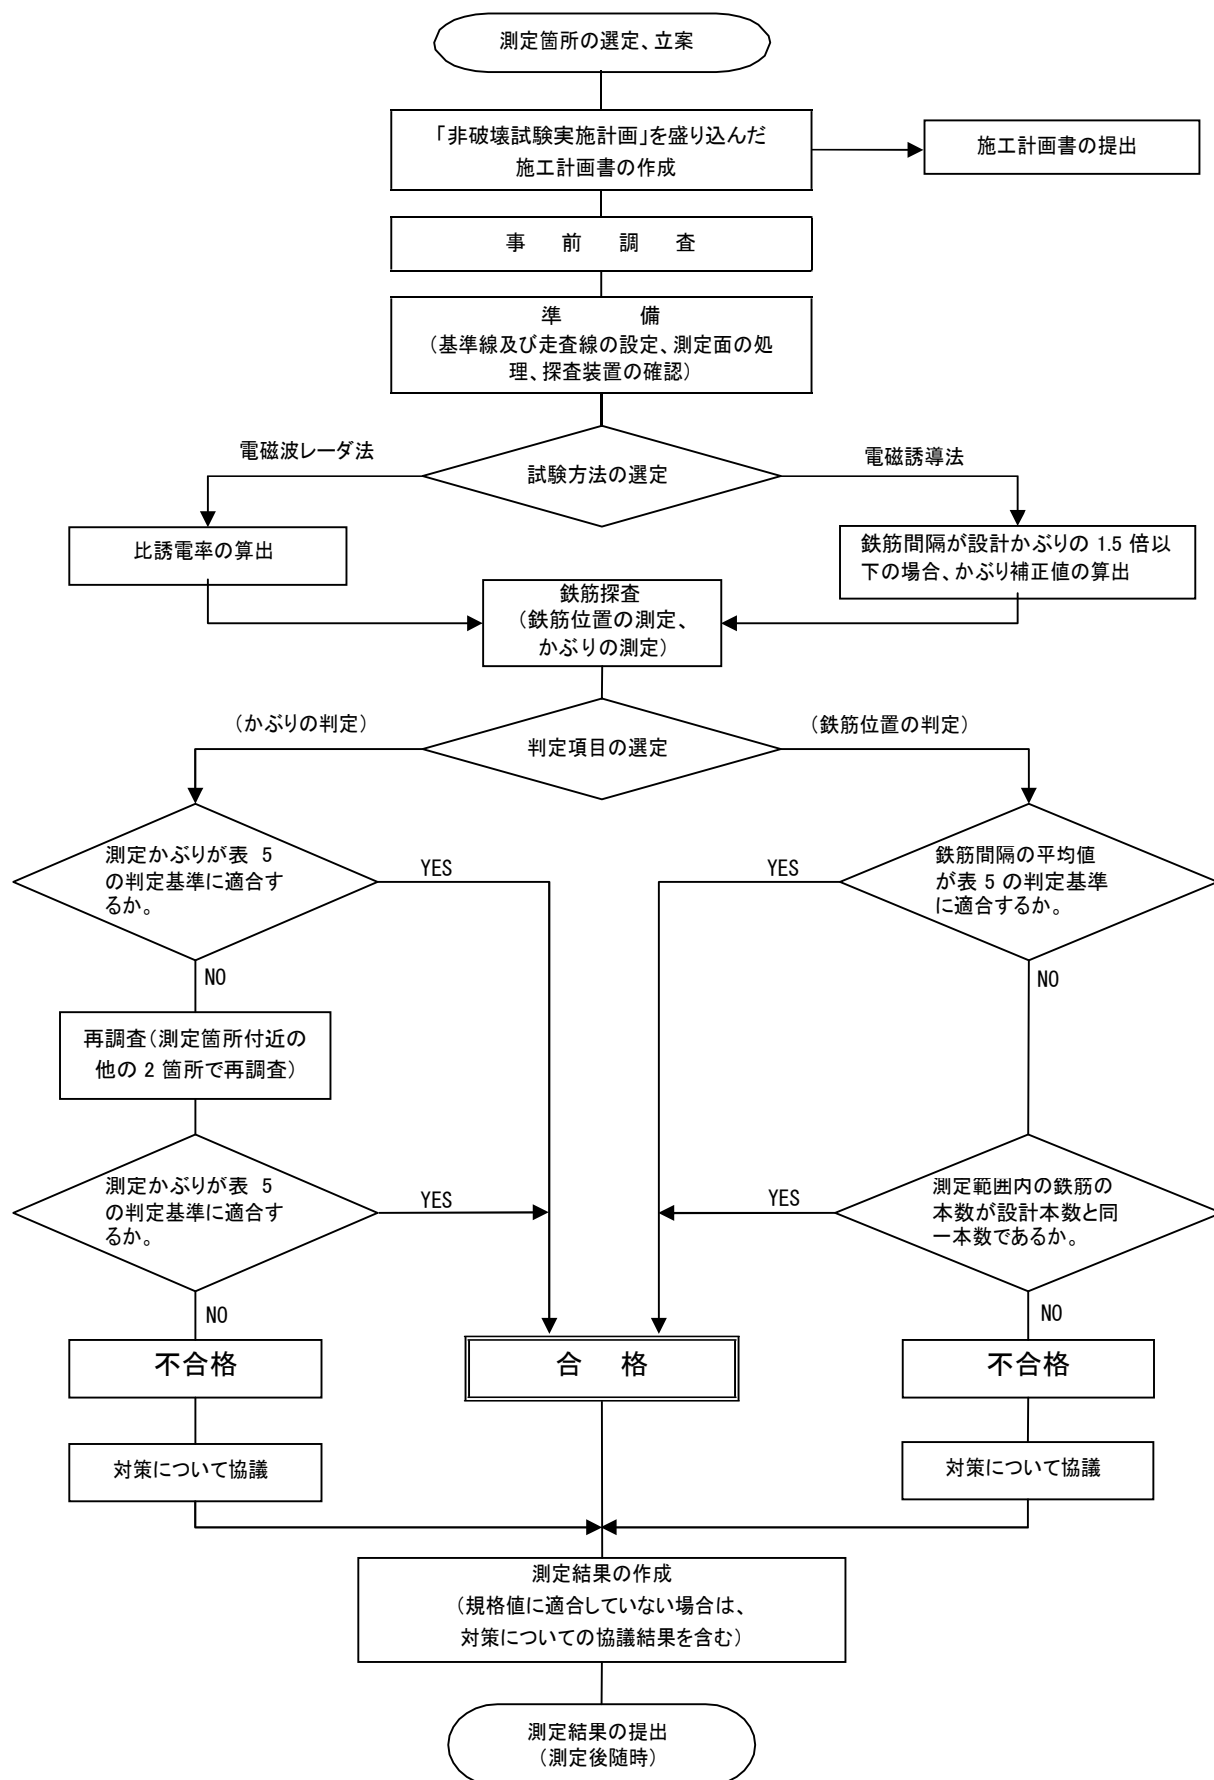 測定箇所の選定、立案
「非破壊試験実施計画」を盛り込んだ
施工計画書の作成
施工計画書の提出
事 前 調 査
準 備
（基準線及び走査線の設定、測定面の処
理、探査装置の確認）
電磁波レーダ法
試験方法の選定
電磁誘導法
比誘電率の算出
鉄筋間隔が設計かぶりの 1.5 倍以
下の場合、かぶり補正値の算出
鉄筋探査
（鉄筋位置の測定、
かぶりの測定）
（かぶりの判定）
判定項目の選定
（鉄筋位置の判定）
測定かぶりが表 5
の判定基準に適合す
るか。
YES
YES
鉄筋間隔の平均値
が表 5 の判定基準
に適合するか。
NO
NO
再調査（測定箇所付近の
他の 2 箇所で再調査）
測定かぶりが表 5
の判定基準に適合す
るか。
YES
YES
測定範囲内の鉄筋の
本数が設計本数と同
一本数であるか。
NO
NO
不合格
合 格
不合格
対策について協議
対策について協議
測定結果の作成
（規格値に適合していない場合は、
対策についての協議結果を含む）
測定結果の提出
（測定後随時）